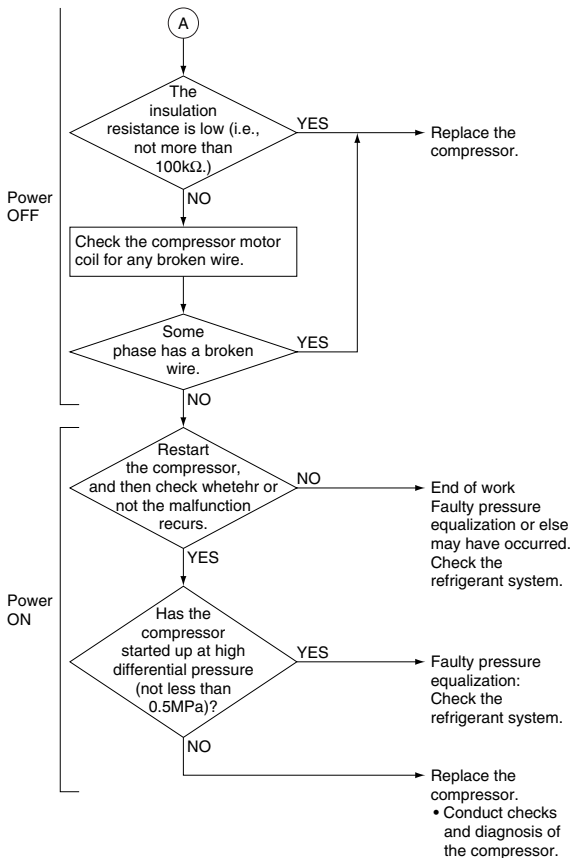 A
The
insulation
resistance is low (i.e.,
not more than
100kΩ.)
YES
Replace the
compressor.
NO
Power
OFF
Check the compressor motor
coil for any broken wire.
Some
phase has a broken
wire.
YES
NO
Restart
the compressor,
and then check whetehr or
not the malfunction
recurs.
NO
End of work
Faulty pressure
equalization or else
may have occurred.
Check the
refrigerant system.
YES
Power
ON
Has the
compressor
started up at high
differential pressure
(not less than
0.5MPa)?
YES
Faulty pressure
equalization:
Check the
refrigerant system.
NO
Replace the
compressor.
• Conduct checks
and diagnosis of
the compressor.